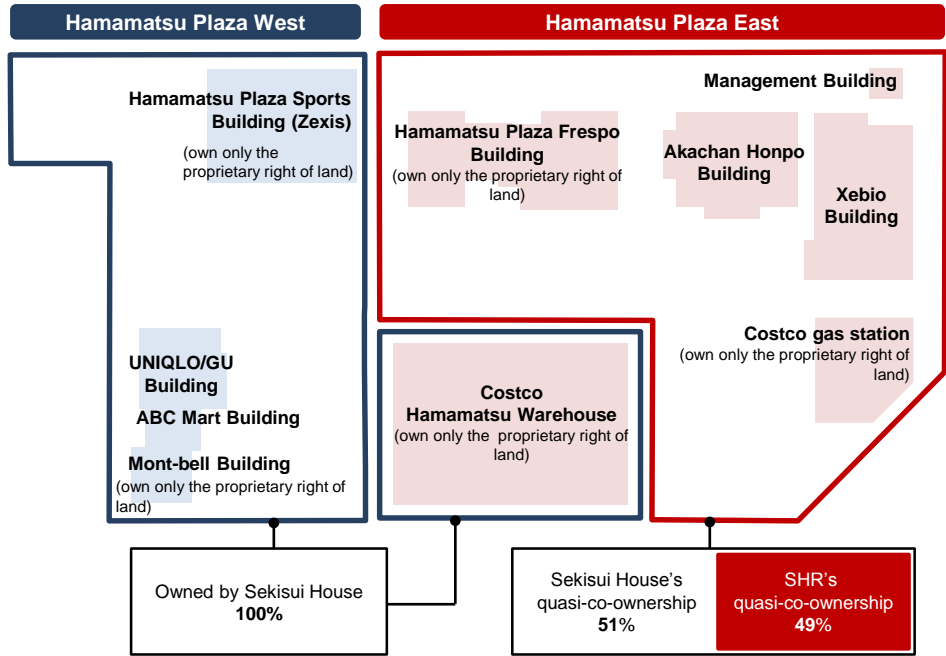 Hamamatsu Plaza West
Hamamatsu Plaza East
Hamamatsu Plaza Sports
Building (Zexis)
(own only the
proprietary right of land)
UNIQLO/GU
Building
ABC Mart Building
Mont-bell Building
(own only the proprietary right of
land)
Hamamatsu Plaza Frespo
Building
(own only the proprietary right of
land)
Management Building
Akachan Honpo
Building
Xebio
Building
Costco gas station
(own only the proprietary right of
land)
Costco
Hamamatsu Warehouse
(own only the proprietary right of
land)
Owned by Sekisui House
100%
Sekisui House's
quasi-co-ownership
51%
SHR's
quasi-co-ownership
49%